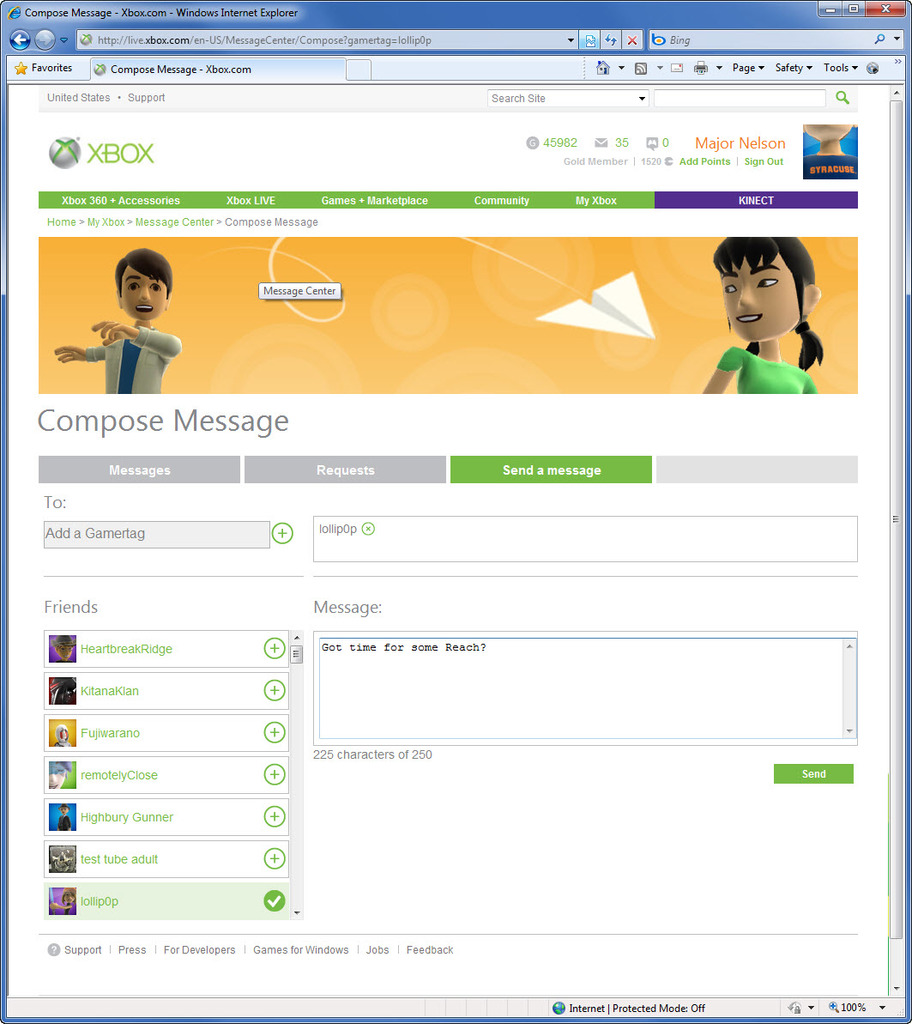 Compose Message - Xbox.com - Windows Internet Explorer
http://live.xbox.com/en-US/MessageCenter/Compose?gamertag=lollip0p
Bing
Favorites
Compose Message - Xbox.com
Page
Safety
Tools
»
United States • Support
Search Site
XBOX
G 45982 35 0 Major Nelson
Gold Member | 1520 | Add Points | Sign Out
SYRACUSE
Xbox 360 + Accessories Xbox LIVE Games + Marketplace Community My Xbox KINECT
Home > My Xbox > Message Center > Compose Message
Message Center
Compose Message
Messages Requests Send a message
To:
Add a Gamertag
lollip0p
Friends
HeartbreakRidge
KitanaKlan
Fujiwarano
remotelyClose
Highbury Gunner
test tube adult
lollip0p
Message:
Got time for some Reach?
225 characters of 250
Send
? Support | Press | For Developers | Games for Windows | Jobs | Feedback
Internet | Protected Mode: Off
100%